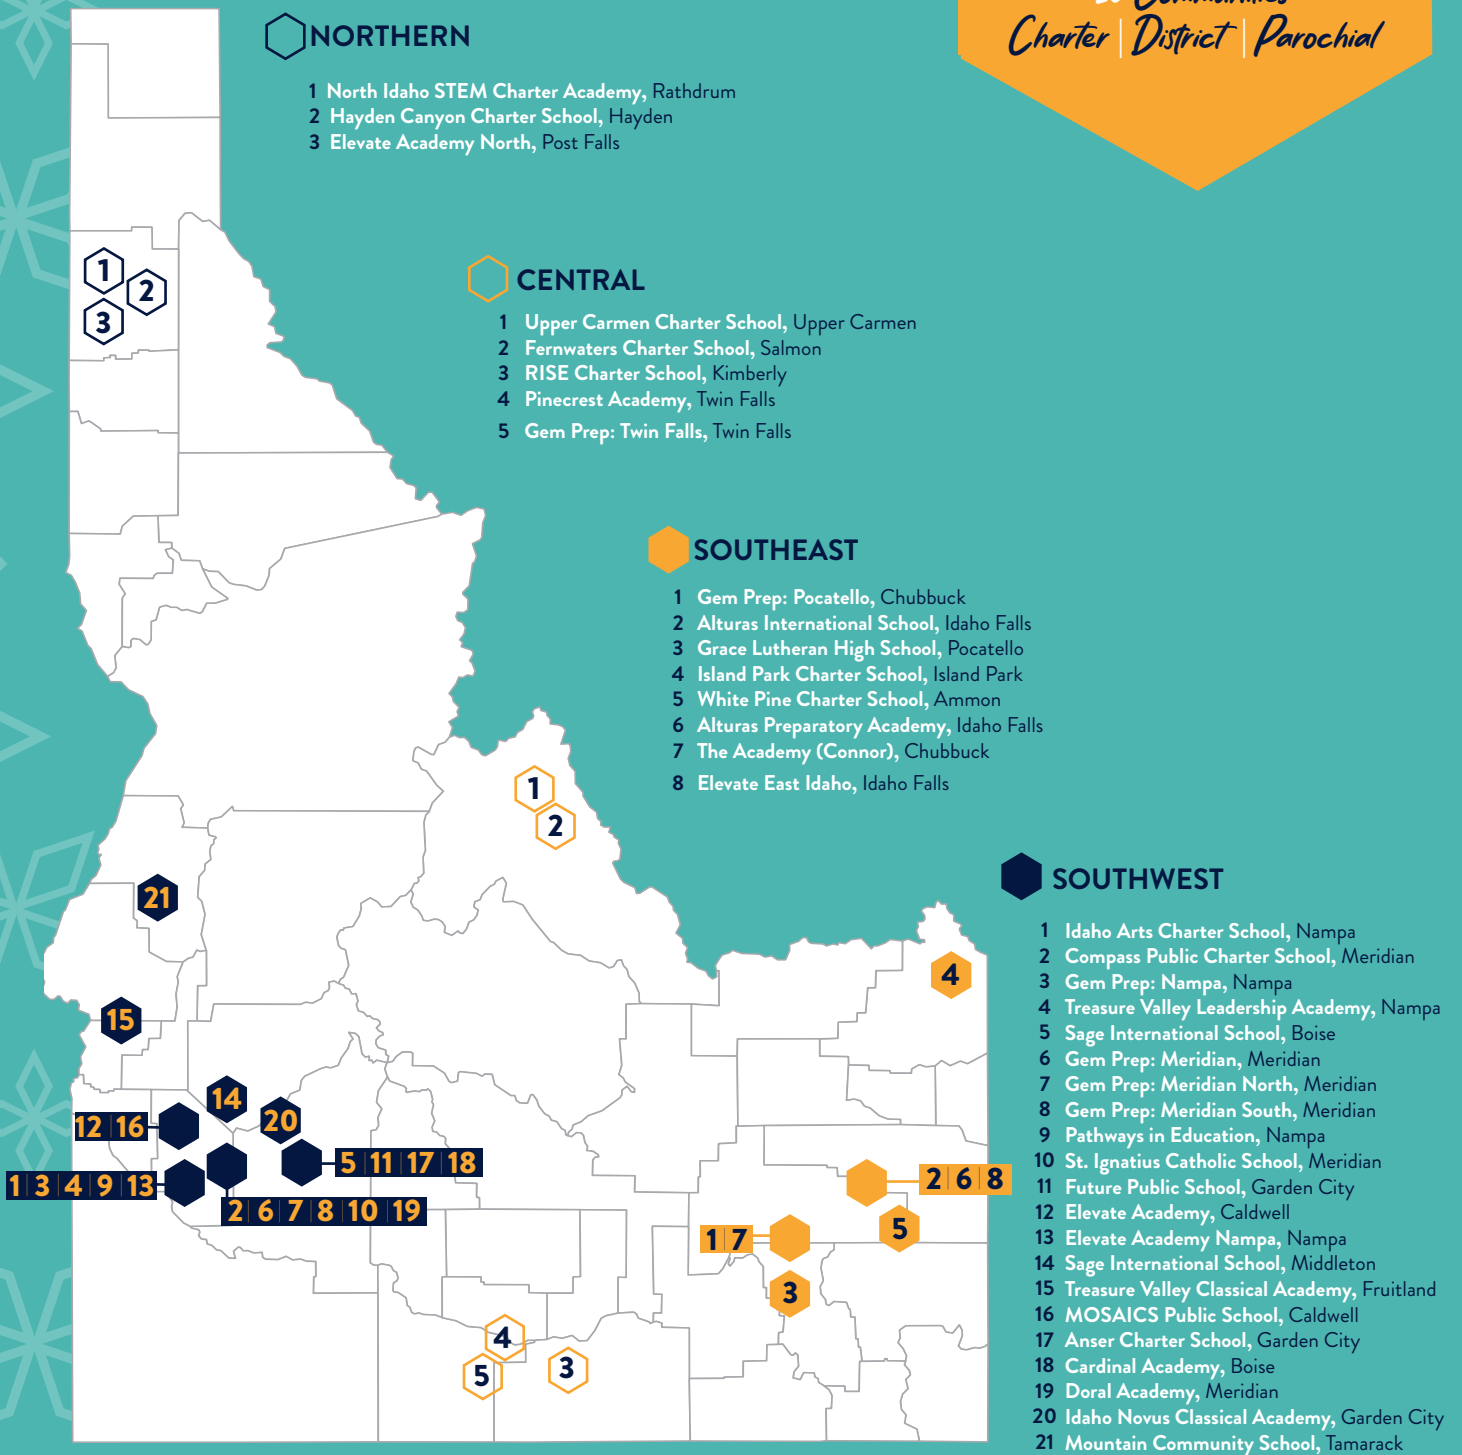 Communities
Charter | District | Parochial
NORTHERN
1 North Idaho STEM Charter Academy, Rathdrum
2 Hayden Canyon Charter School, Hayden
3 Elevate Academy North, Post Falls
1
2
3
CENTRAL
1 Upper Carmen Charter School, Upper Carmen
2 Fernwaters Charter School, Salmon
3 RISE Charter School, Kimberly
4 Pinecrest Academy, Twin Falls
5 Gem Prep: Twin Falls, Twin Falls
SOUTHEAST
1 Gem Prep: Pocatello, Chubbuck
2 Alturas International School, Idaho Falls
3 Grace Lutheran High School, Pocatello
4 Island Park Charter School, Island Park
5 White Pine Charter School, Ammon
6 Alturas Preparatory Academy, Idaho Falls
7 The Academy (Connor), Chubbuck
8 Elevate East Idaho, Idaho Falls
1
2
SOUTHWEST
1 Idaho Arts Charter School, Nampa
2 Compass Public Charter School, Meridian
3 Gem Prep: Nampa, Nampa
4 Treasure Valley Leadership Academy, Nampa
5 Sage International School, Boise
6 Gem Prep: Meridian, Meridian
7 Gem Prep: Meridian North, Meridian
8 Gem Prep: Meridian South, Meridian
9 Pathways in Education, Nampa
10 St. Ignatius Catholic School, Meridian
11 Future Public School, Garden City
12 Elevate Academy, Caldwell
13 Elevate Academy Nampa, Nampa
14 Sage International School, Middleton
15 Treasure Valley Classical Academy, Fruitland
16 MOSAICS Public School, Caldwell
17 Anser Charter School, Garden City
18 Cardinal Academy, Boise
19 Doral Academy, Meridian
20 Idaho Novus Classical Academy, Garden City
21 Mountain Community School, Tamarack
21
4
15
14
20
12 | 16
5 | 11 | 17 | 18
1 | 3 | 4 | 9 | 13
2 | 6 | 8
2 | 6 | 7 | 8 | 10 | 19
5
1 | 7
3
4
5
3